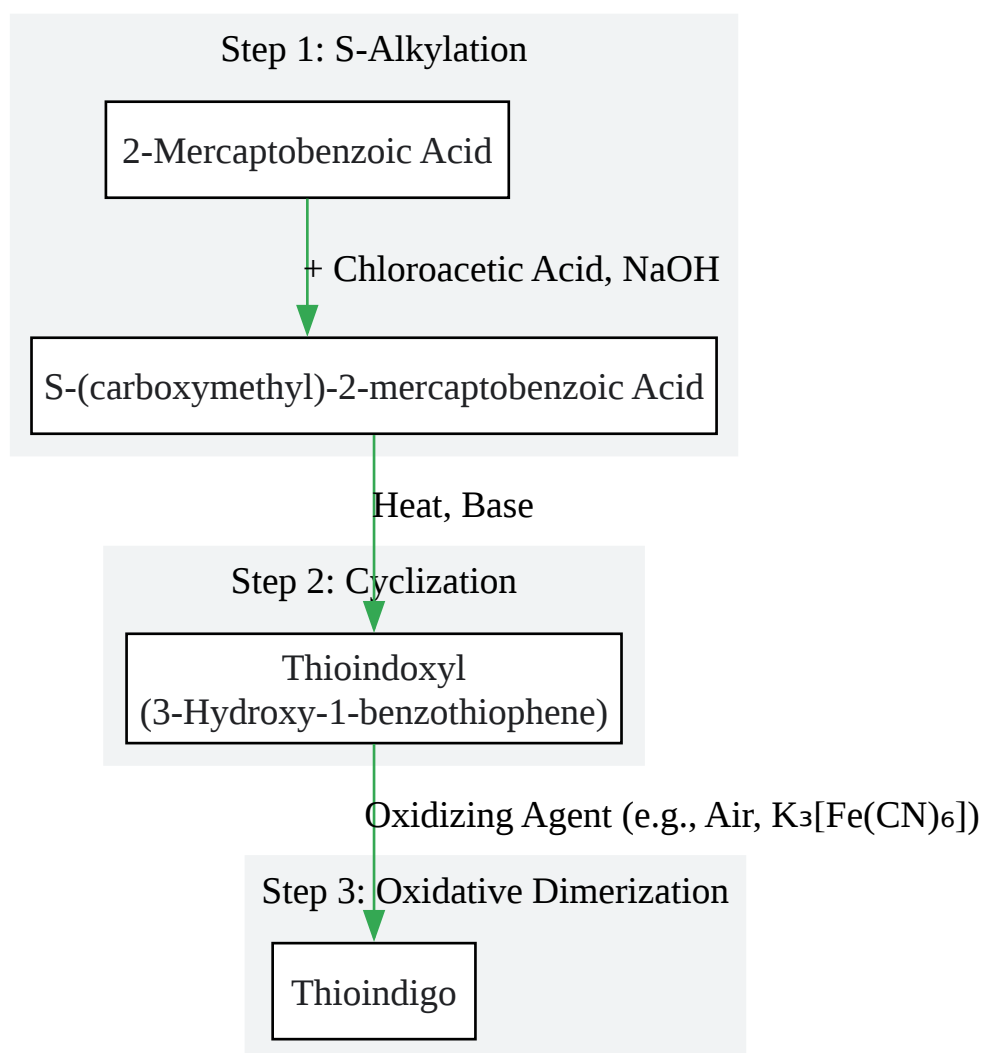 Step 1: S-Alkylation
2-Mercaptobenzoic Acid
+ Chloroacetic Acid, NaOH
S-(carboxymethyl)-2-mercaptobenzoic Acid
Heat, Base
Step 2: Cyclization
Thioindoxyl
(3-Hydroxy-1-benzothiophene)
Oxidizing Agent (e.g., Air, K₃[Fe(CN)₆])
Step 3: Oxidative Dimerization
Thioindigo